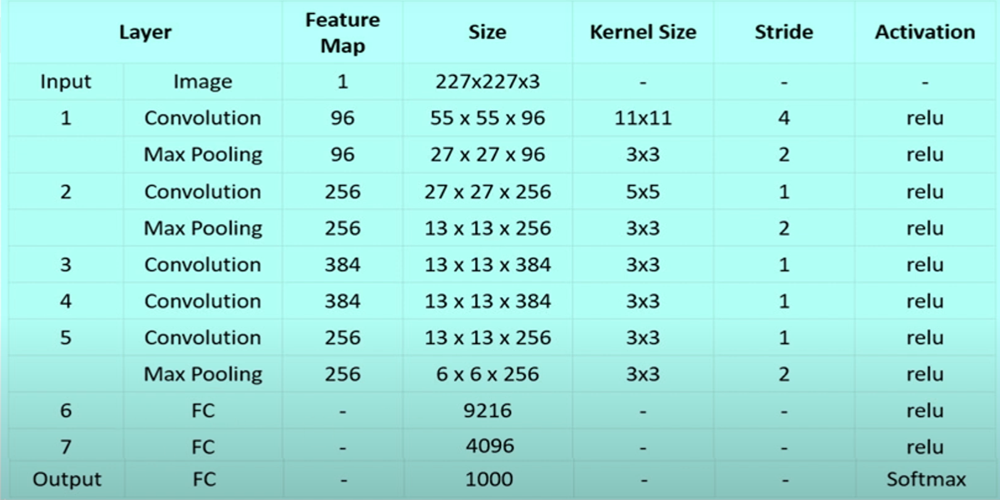 Layer Feature Map Size Kernel Size Stride Activation
Input Image 1 227x227x3 - - -
1 Convolution 96 55 x 55 x 96 11x11 4 relu
Max Pooling 96 27 x 27 x 96 3x3 2 relu
2 Convolution 256 27 x 27 x 256 5x5 1 relu
Max Pooling 256 13 x 13 x 256 3x3 2 relu
3 Convolution 384 13 x 13 x 384 3x3 1 relu
4 Convolution 384 13 x 13 x 384 3x3 1 relu
5 Convolution 256 13 x 13 x 256 3x3 1 relu
Max Pooling 256 6 x 6 x 256 3x3 2 relu
6 FC - 9216 - - relu
7 FC - 4096 - - relu
Output FC - 1000 - - Softmax